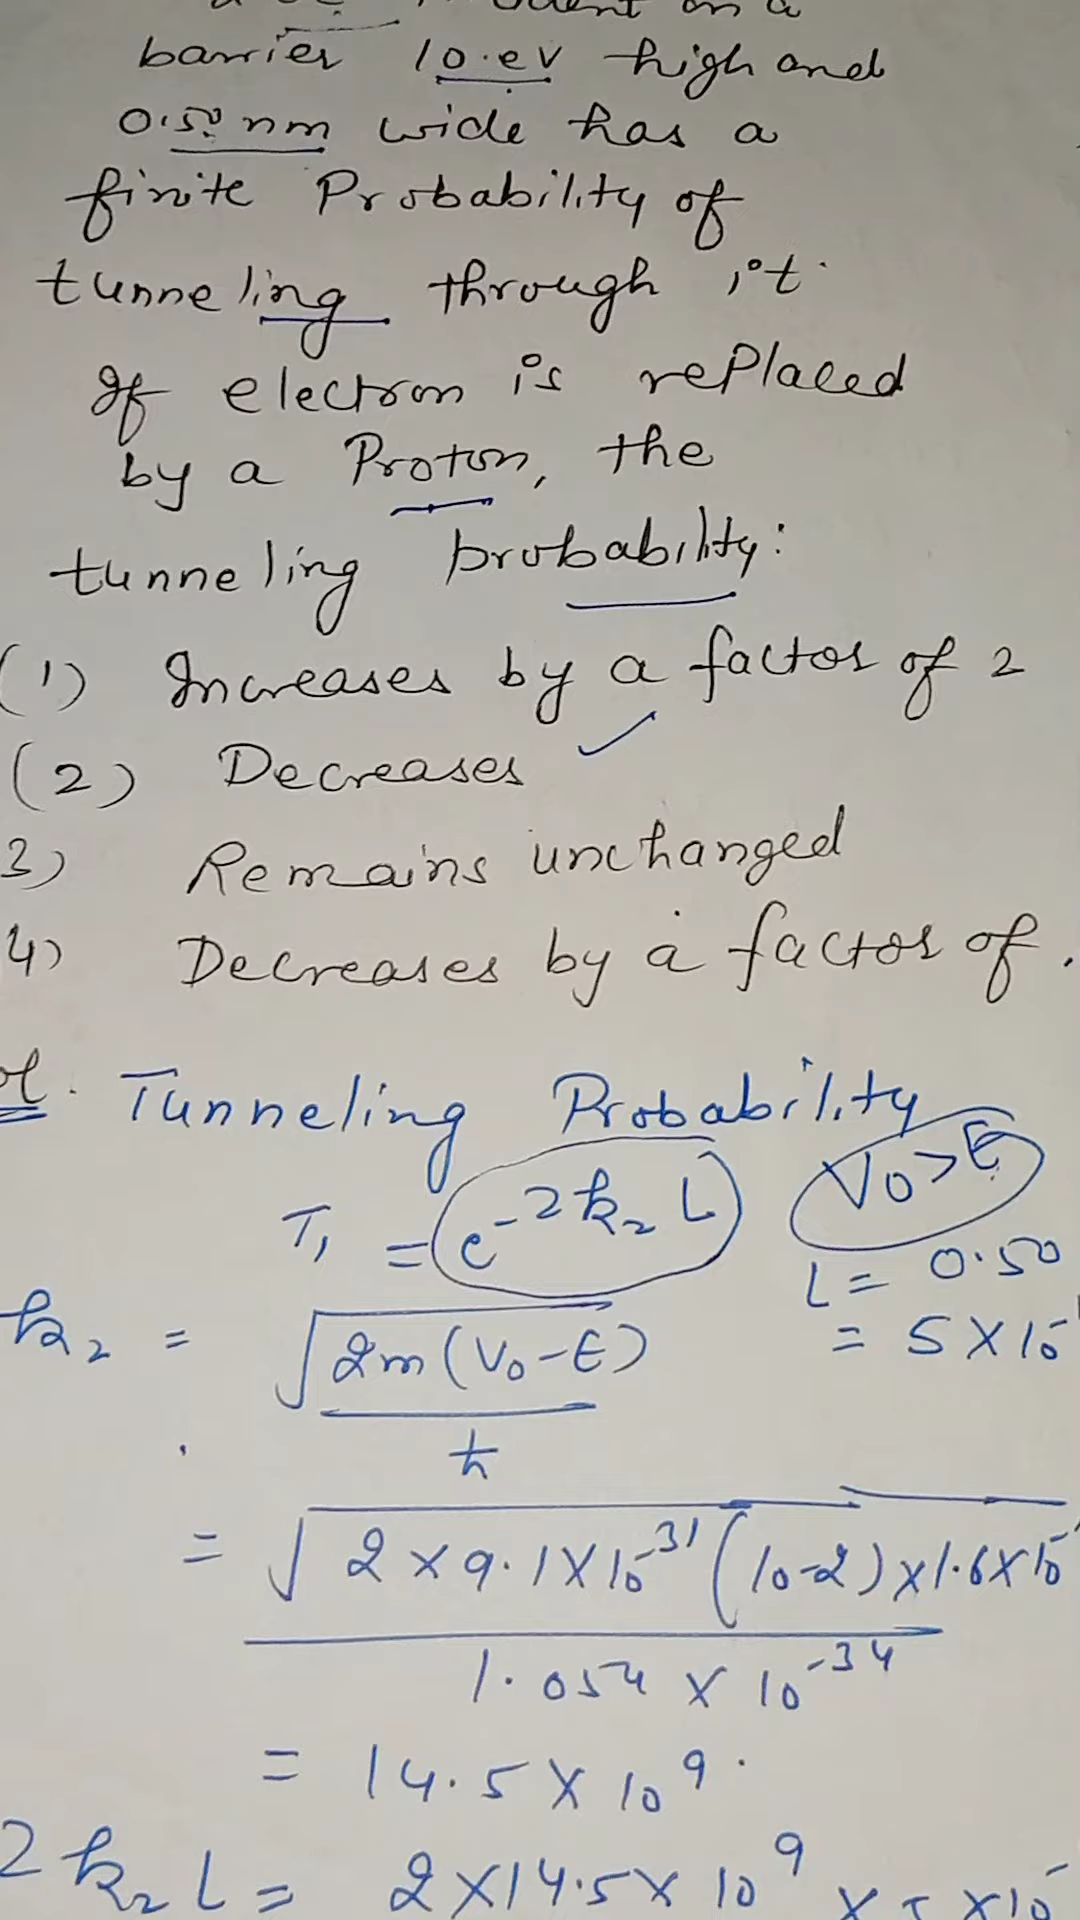 on a
barrier 10.ev high and
0.50 nm wide has a
finite Probability of
tunneling through it.
If electron is replaced
by a Proton, the
tunneling probability:
(1) Increases by a factor of 2
(2) Decreases ✓
3) Remains unchanged
4) Decreases by a factor of
Tunneling Probability
T₁ = e^-2k₂L V₀>E
L = 0.50
k₂ = √2m(V₀-E) = 5×10
ħ
= √2×9.1×10^-31 (10-2)×1.6×10^-
1.054 × 10^-34
= 14.5×10^9.
2k₂L = 2×14.5×10^9 × 5 ×10^-